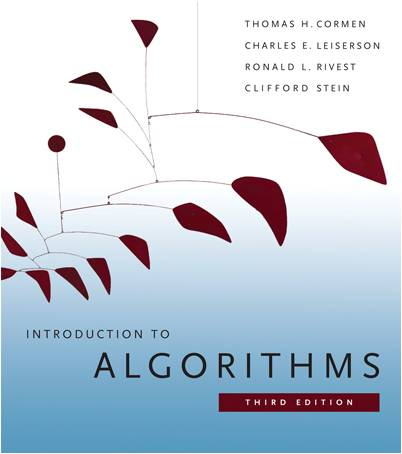 THOMAS H. CORMEN
CHARLES E. LEISERSON
RONALD L. RIVEST
CLIFFORD STEIN
INTRODUCTION TO
ALGORITHMS
THIRD EDITION